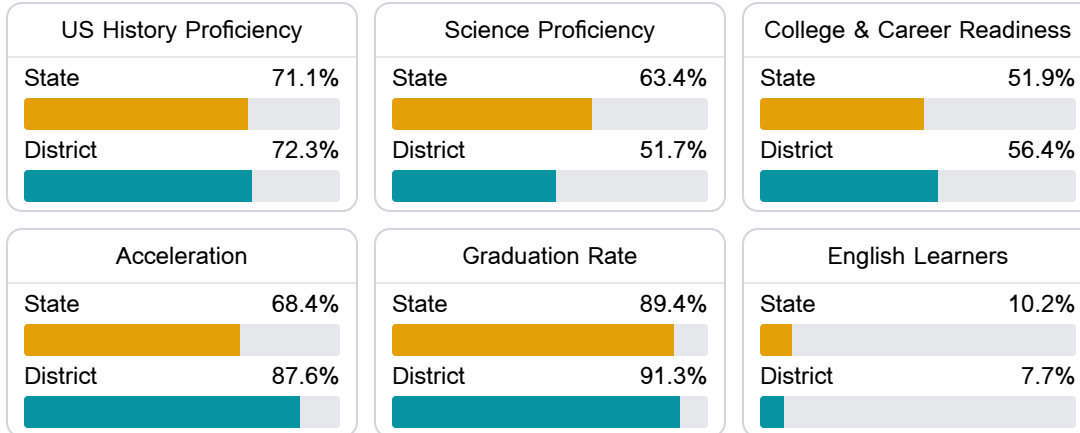 US History Proficiency
State 71.1%
District 72.3%
Science Proficiency
State 63.4%
District 51.7%
College & Career Readiness
State 51.9%
District 56.4%
Acceleration
State 68.4%
District 87.6%
Graduation Rate
State 89.4%
District 91.3%
English Learners
State 10.2%
District 7.7%